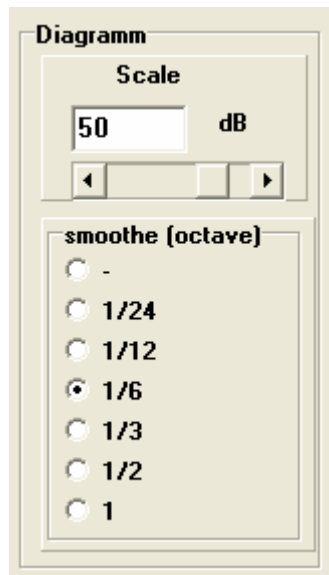 Diagramm
Scale
50 dB
smoothe (octave)
-
1/24
1/12
1/6
1/3
1/2
1